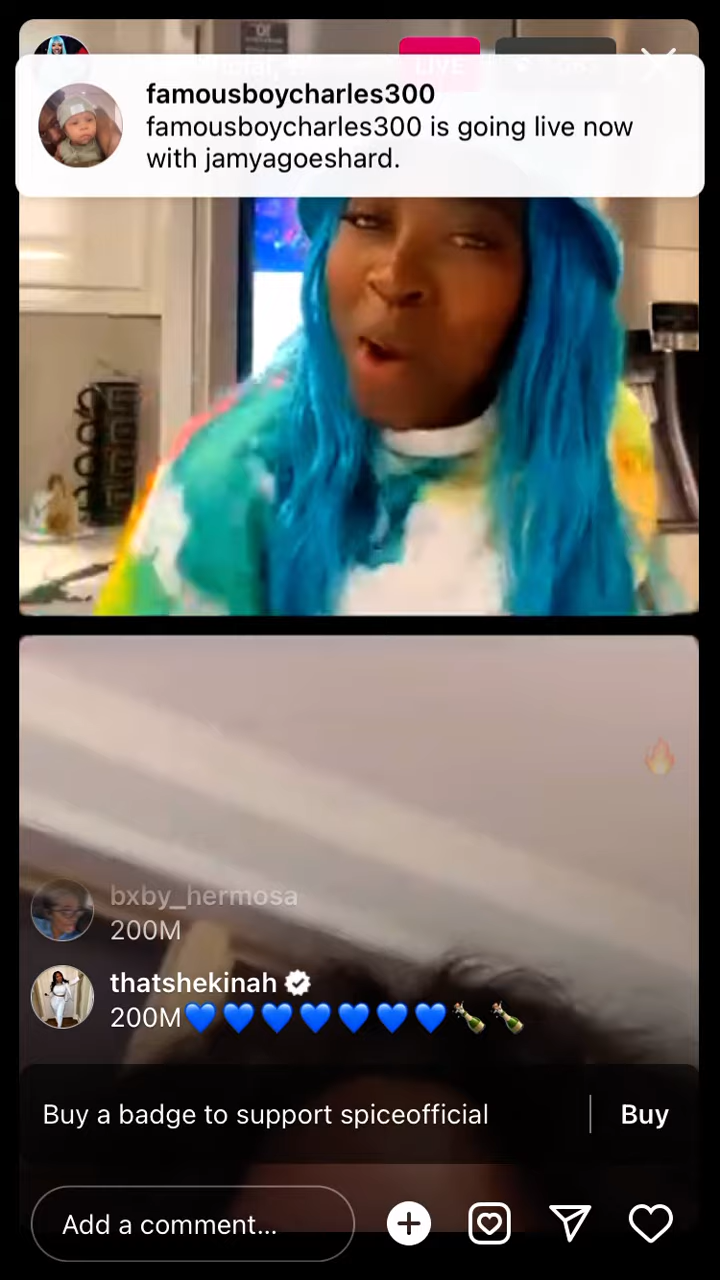 LIVE
famousboycharles300
famousboycharles300 is going live now
with jamyagoeshard.
bxby_hermosa
200M
thatshekinah
200M💙💙💙💙💙💙💙🍾🍾
Buy a badge to support spiceofficial
Buy
Add a comment...